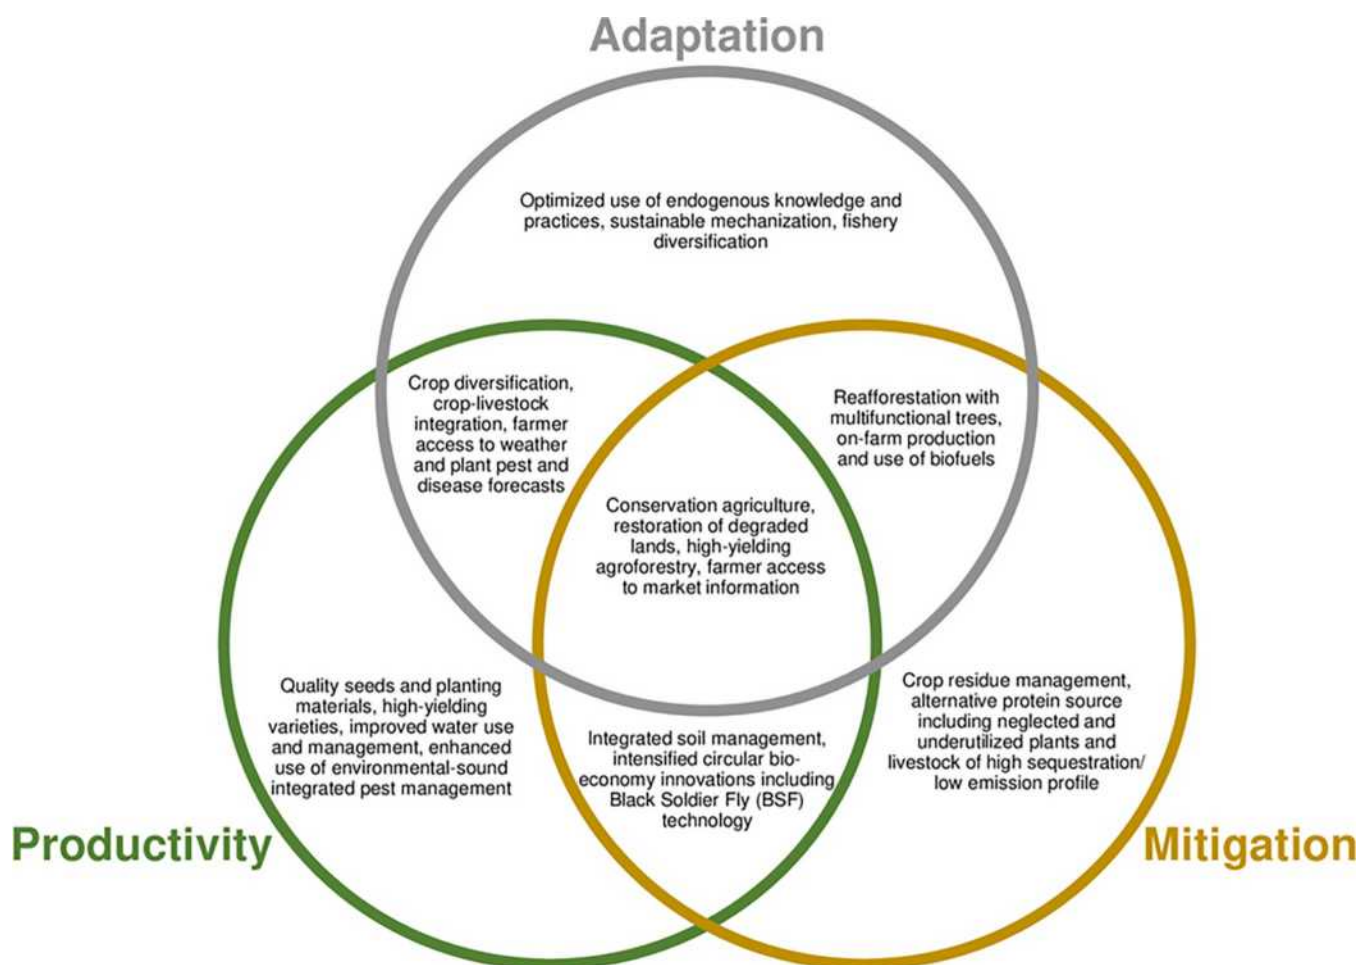 Adaptation
Optimized use of endogenous knowledge and
practices, sustainable mechanization, fishery
diversification
Crop diversification,
crop-livestock
integration, farmer
access to weather
and plant pest and
disease forecasts
Reafforestation with
multifunctional trees,
on-farm production
and use of biofuels
Conservation agriculture,
restoration of degraded
lands, high-yielding
agroforestry, farmer access
to market information
Quality seeds and planting
materials, high-yielding
varieties, improved water use
and management, enhanced
use of environmental-sound
integrated pest management
Integrated soil management,
intensified circular bio-
economy innovations including
Black Soldier Fly (BSF)
technology
Crop residue management,
alternative protein source
including neglected and
underutilized plants and
livestock of high sequestration/
low emission profile
Productivity
Mitigation